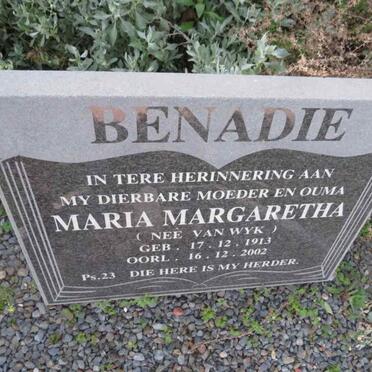 BENADIE
IN TERE HERINNERING AAN
MY DIERBARE MOEDER EN OUMA
MARIA MARGARETHA
( NEE VAN WYK )
GEB . 17 . 12 . 1913
OORL . 16 . 12 . 2002
Ps.23 DIE HERE IS MY HERDER.